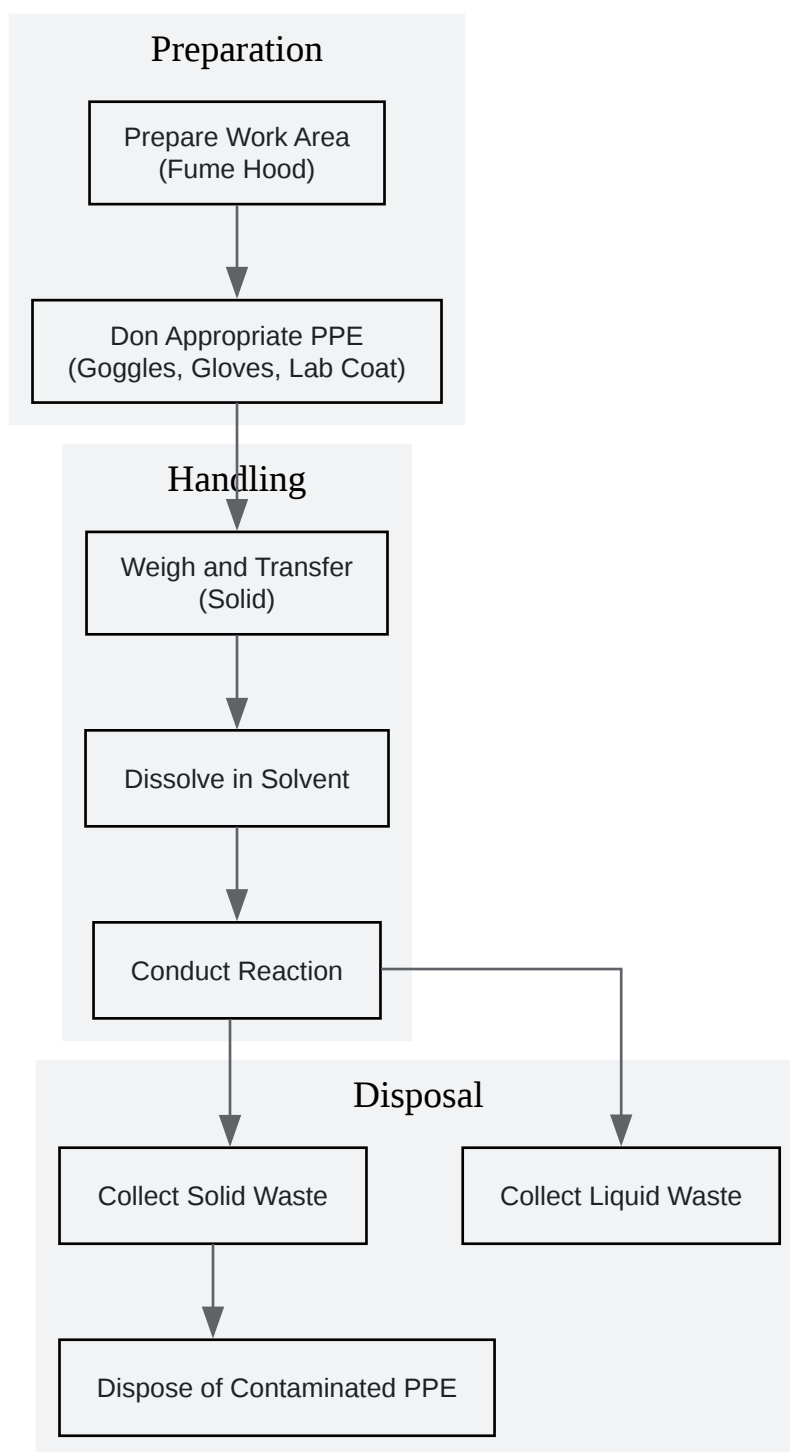 Preparation
Prepare Work Area
(Fume Hood)
Don Appropriate PPE
(Goggles, Gloves, Lab Coat)
Handling
Weigh and Transfer
(Solid)
Dissolve in Solvent
Conduct Reaction
Disposal
Collect Solid Waste
Collect Liquid Waste
Dispose of Contaminated PPE